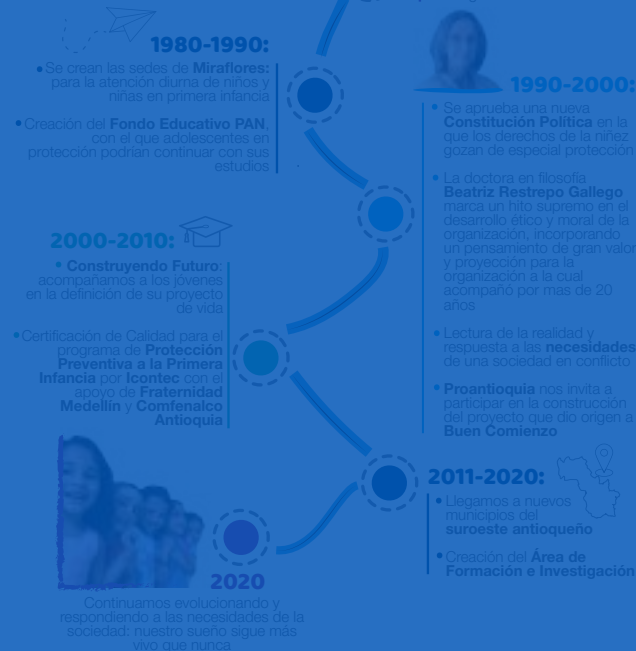 1980-1990:
• Se crean las sedes de Miraflores:
para la atención diurna de niños y
niñas en primera infancia
• Creación del Fondo Educativo PAN,
con el que adolescentes en
protección podrían continuar con sus
estudios
1990-2000:
• Se aprueba una nueva
Constitución Política en la
que los derechos de la niñez
gozan de especial protección
• La doctora en filosofía
Beatriz Restrepo Gallego
marca un hito supremo en el
desarrollo ético y moral de la
organización, incorporando
un pensamiento de gran valor
y proyección para la
organización a la cual
acompañó por mas de 20
años
• Lectura de la realidad y
respuesta a las necesidades
de una sociedad en conflicto
• Proantioquia nos invita a
participar en la construcción
del proyecto que dio origen a
Buen Comienzo
2000-2010:
• Construyendo Futuro:
acompañamos a los jóvenes
en la definición de su proyecto
de vida
• Certificación de Calidad para el
programa de Protección
Preventiva a la Primera
Infancia por Icontec con el
apoyo de Fraternidad
Medellín y Comfenalco
Antioquia
2011-2020:
• Llegamos a nuevos
municipios del
suroeste antioqueño
• Creación del Área de
Formación e Investigación
2020
Continuamos evolucionando y
respondiendo a las necesidades de la
sociedad: nuestro sueño sigue más
vivo que nunca